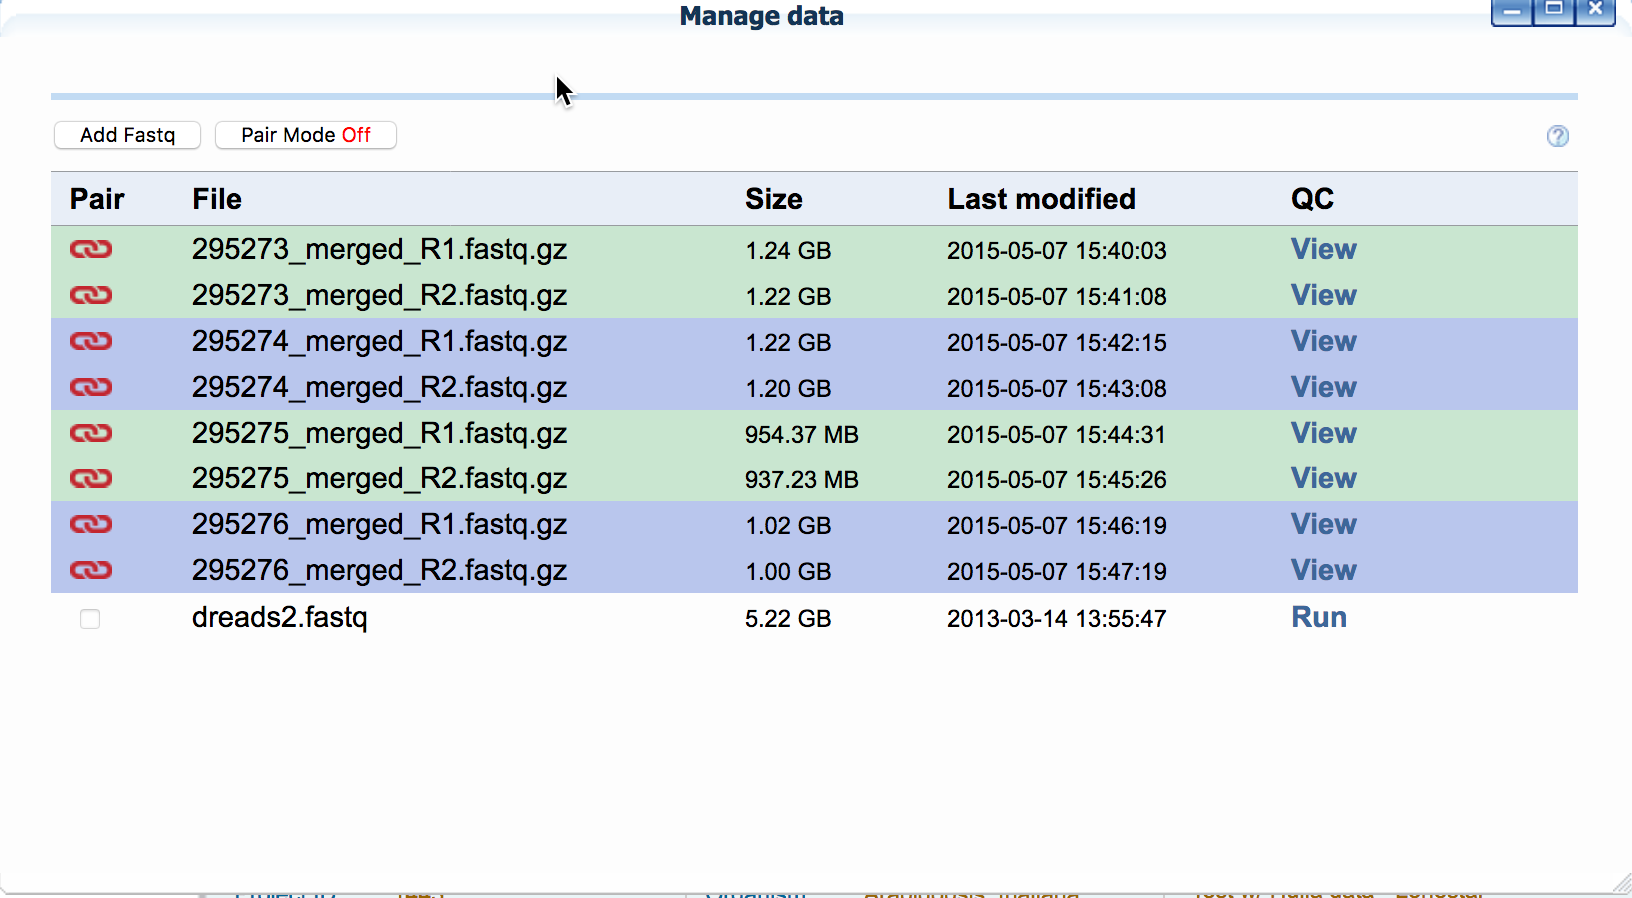 Manage data
Add Fastq Pair Mode Off
Pair File Size Last modified QC
295273_merged_R1.fastq.gz 1.24 GB 2015-05-07 15:40:03 View
295273_merged_R2.fastq.gz 1.22 GB 2015-05-07 15:41:08 View
295274_merged_R1.fastq.gz 1.22 GB 2015-05-07 15:42:15 View
295274_merged_R2.fastq.gz 1.20 GB 2015-05-07 15:43:08 View
295275_merged_R1.fastq.gz 954.37 MB 2015-05-07 15:44:31 View
295275_merged_R2.fastq.gz 937.23 MB 2015-05-07 15:45:26 View
295276_merged_R1.fastq.gz 1.02 GB 2015-05-07 15:46:19 View
295276_merged_R2.fastq.gz 1.00 GB 2015-05-07 15:47:19 View
dreads2.fastq 5.22 GB 2013-03-14 13:55:47 Run